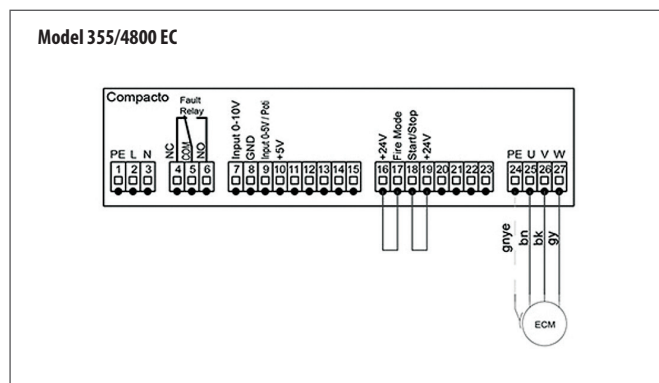 Model 355/4800 EC
Compacto
Fault
Relay
PE L N
NC
COM
NO
Input 0-10V
GND
Input 0-5V / Poti
+5V
+24V
Fire Mode
Start/Stop
+24V
PE U V W
1 2 3
4 5 6
7 8 9 10 11 12 13 14 15
16 17 18 19 20 21 22 23
24 25 26 27
gnye
bn
bk
gy
ECM